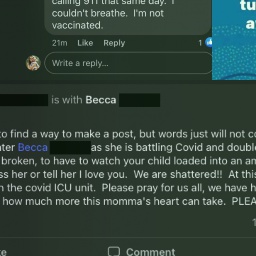 calling 911 that same day. I
couldn't breathe. I'm not
vaccinated.
21m Like Reply 1
Write a reply...
tu
a
is with Becca
to find a way to make a post, but words just will not co
hter Becca as she is battling Covid and double
broken, to have to watch your child loaded into an am
ss her or tell her I love you. We are shattered!! At this
n the covid ICU unit. Please pray for us all, we have h
how much more this momma's heart can take. PLEA
1
ke Comment